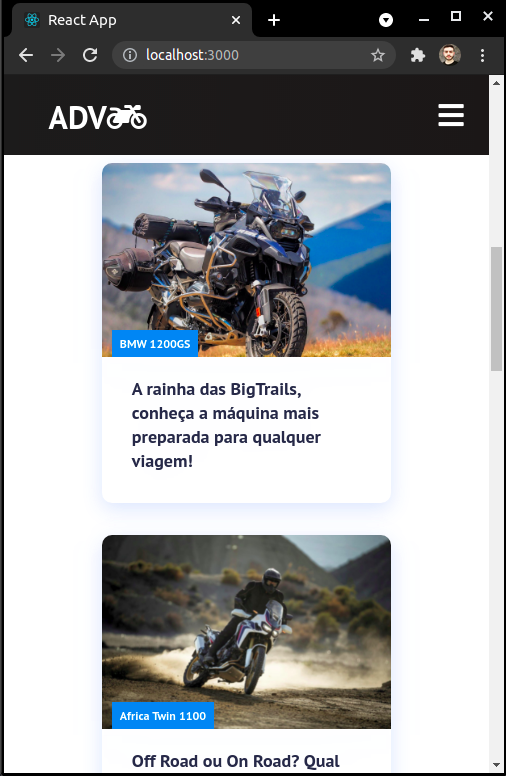 React App
localhost:3000
ADV
BMW 1200GS
A rainha das BigTrails,
conheça a máquina mais
preparada para qualquer
viagem!
Africa Twin 1100
Off Road ou On Road? Qual